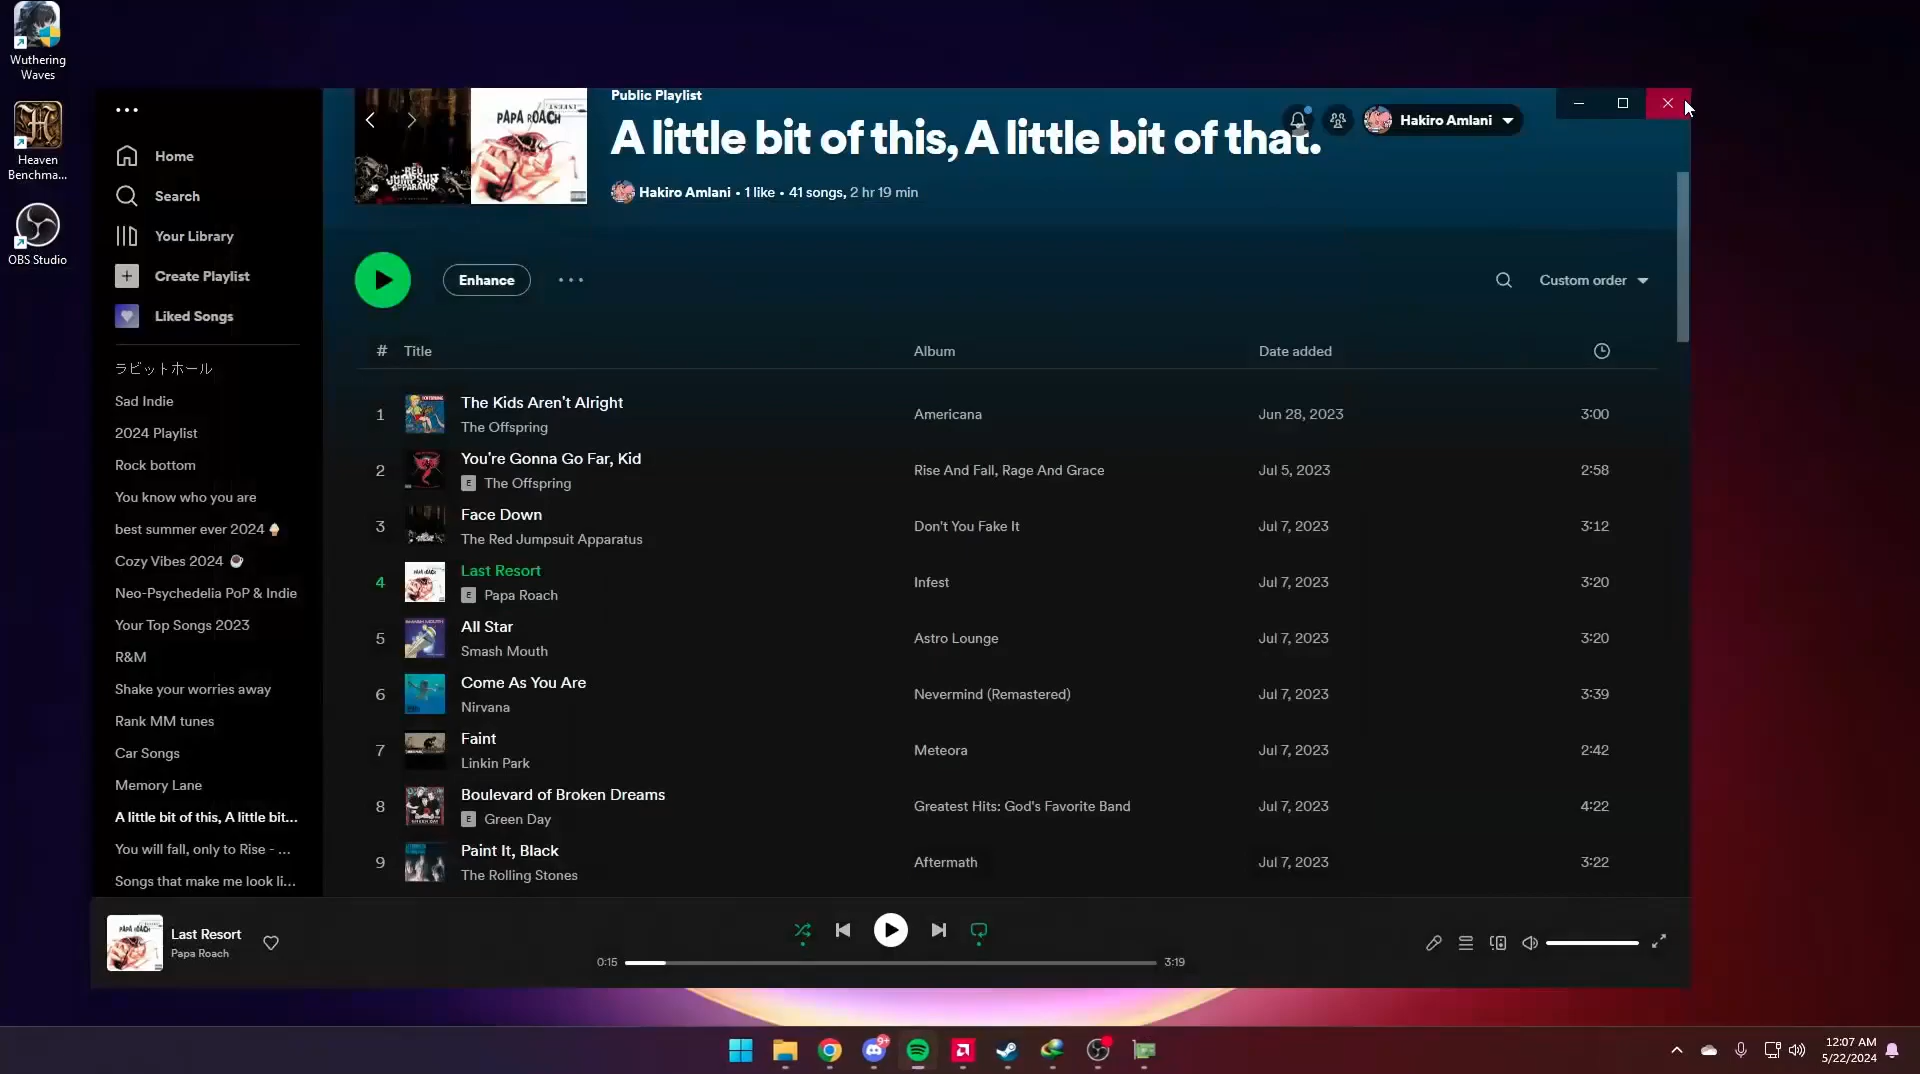 Wuthering
Waves
Heaven
Benchma...
OBS Studio
Home
Search
Your Library
Create Playlist
Liked Songs
ラビットホール
Sad Indie
2024 Playlist
Rock bottom
You know who you are
best summer ever 2024🍦
Cozy Vibes 2024 ☕
Neo-Psychedelia PoP & Indie
Your Top Songs 2023
R&M
Shake your worries away
Rank MM tunes
Car Songs
Memory Lane
A little bit of this, A little bit...
You will fall, only to Rise - ...
Songs that make me look li...
PAPA ROACH
RED
JUMPSUIT
APPARATUS
Public Playlist
A little bit of this, A little bit of that.
Hakiro Amlani
Hakiro Amlani • 1 like • 41 songs, 2 hr 19 min
Enhance
Custom order
# Title Album Date added
1 The Kids Aren't Alright Americana Jun 28, 2023 3:00
The Offspring
2 You're Gonna Go Far, Kid Rise And Fall, Rage And Grace Jul 5, 2023 2:58
E The Offspring
3 Face Down Don't You Fake It Jul 7, 2023 3:12
The Red Jumpsuit Apparatus
4 Last Resort Infest Jul 7, 2023 3:20
E Papa Roach
5 All Star Astro Lounge Jul 7, 2023 3:20
Smash Mouth
6 Come As You Are Nevermind (Remastered) Jul 7, 2023 3:39
Nirvana
7 Faint Meteora Jul 7, 2023 2:42
Linkin Park
8 Boulevard of Broken Dreams Greatest Hits: God's Favorite Band Jul 7, 2023 4:22
E Green Day
9 Paint It, Black Aftermath Jul 7, 2023 3:22
The Rolling Stones
Last Resort
Papa Roach
0:15 3:19
9+
12:07 AM
5/22/2024